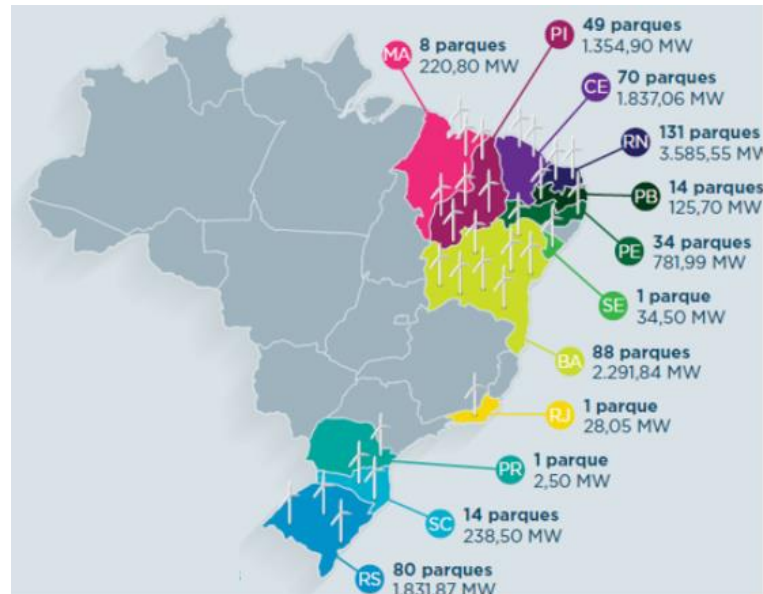 MA
8 parques
220,80 MW
PI
49 parques
1.354,90 MW
CE
70 parques
1.837,06 MW
RN
131 parques
3.585,55 MW
PB
14 parques
125,70 MW
PE
34 parques
781,99 MW
SE
1 parque
34,50 MW
BA
88 parques
2.291,84 MW
RJ
1 parque
28,05 MW
PR
1 parque
2,50 MW
SC
14 parques
238,50 MW
RS
80 parques
1.831,87 MW